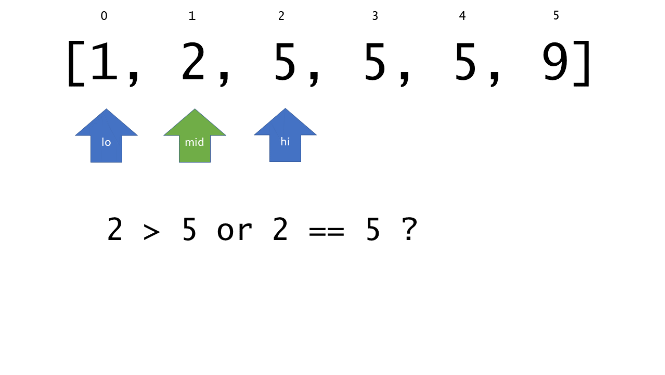 0 1 2 3 4 5
[1, 2, 5, 5, 5, 9]
lo mid hi
2 > 5 or 2 == 5 ?